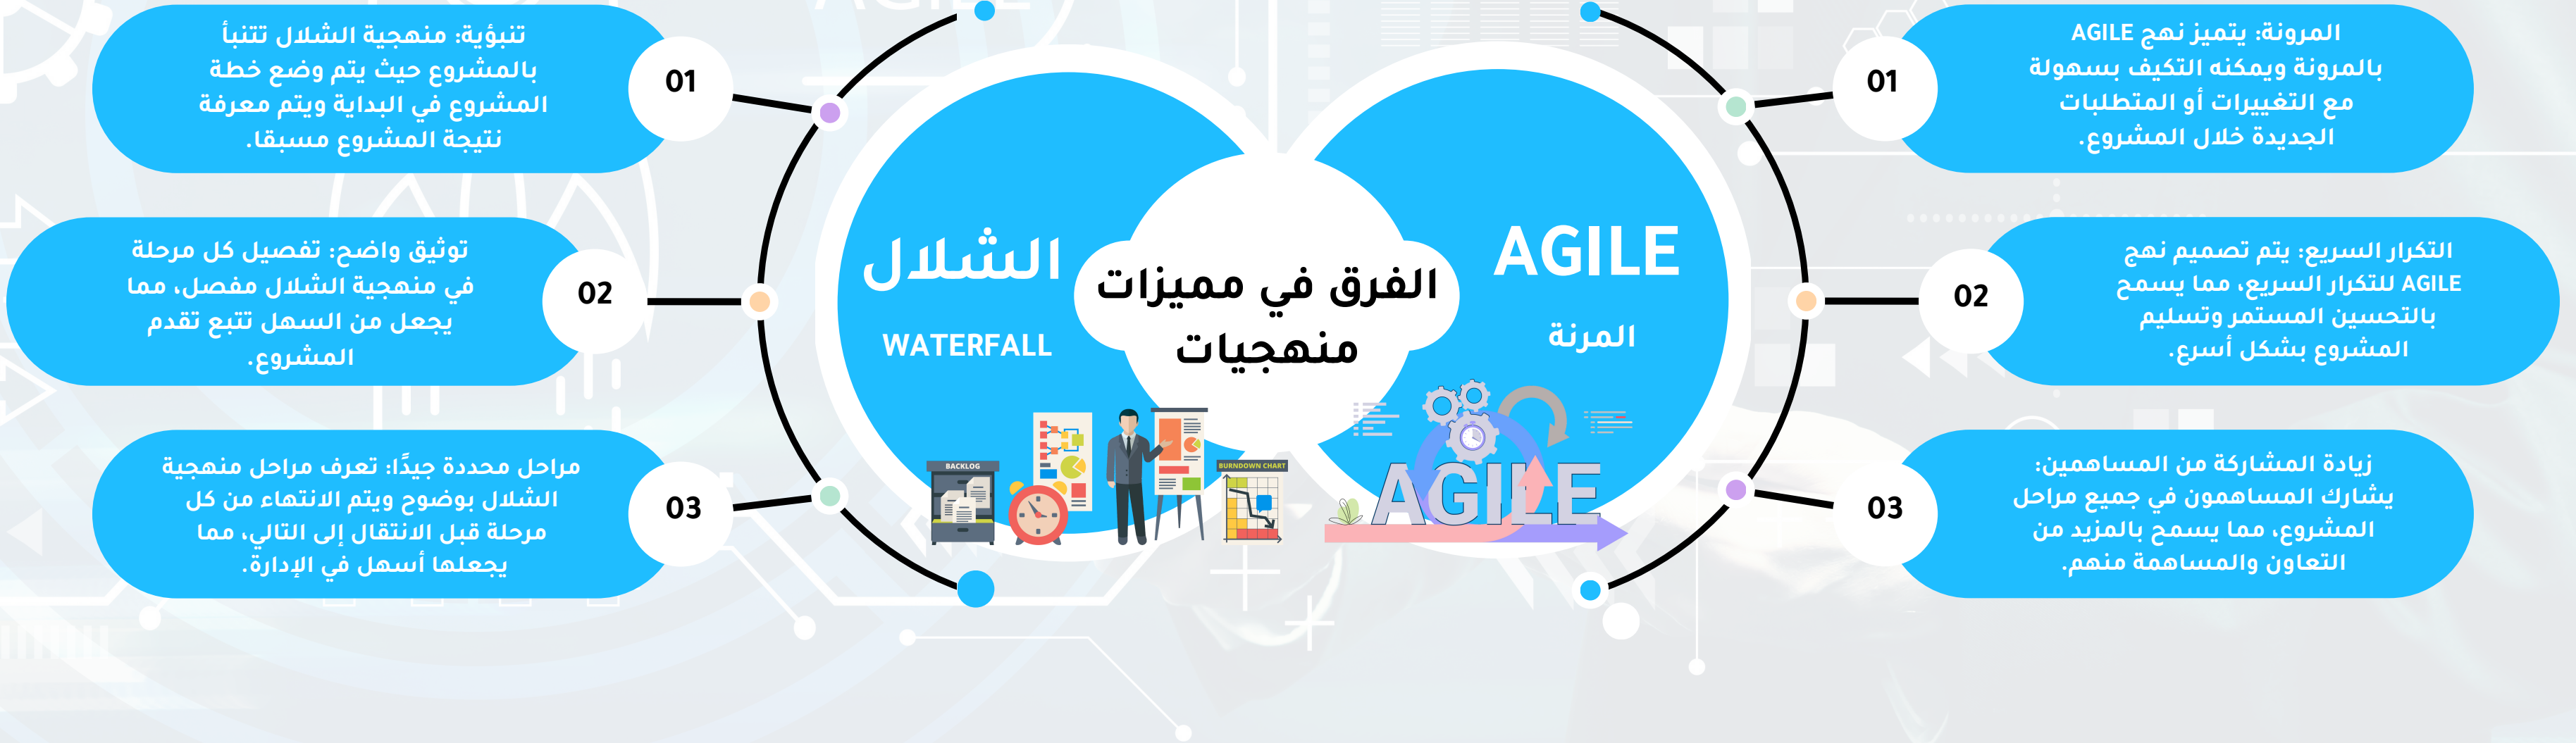 الفرق في مميزات
منهجيات
AGILE
المرنة
01
المرونة: يتميز نهج AGILE
بالمرونة ويمكنه التكيف بسهولة
مع التغييرات أو المتطلبات
الجديدة خلال المشروع.
02
التكرار السريع: يتم تصميم نهج
AGILE للتكرار السريع، مما يسمح
بالتحسين المستمر وتسليم
المشروع بشكل أسرع.
03
زيادة المشاركة من المساهمين:
يشارك المساهمون في جميع مراحل
المشروع، مما يسمح بالمزيد من
التعاون والمساهمة منهم.
AGILE
الشلال
WATERFALL
01
تنبؤية: منهجية الشلال تتنبأ
بالمشروع حيث يتم وضع خطة
المشروع في البداية ويتم معرفة
نتيجة المشروع مسبقا.
02
توثيق واضح: تفصيل كل مرحلة
في منهجية الشلال مفصل، مما
يجعل من السهل تتبع تقدم
المشروع.
03
مراحل محددة جيدًا: تعرف مراحل منهجية
الشلال بوضوح ويتم الانتهاء من كل
مرحلة قبل الانتقال إلى التالي، مما
يجعلها أسهل في الإدارة.
BACKLOG
BURNDOWN CHART
AGILE